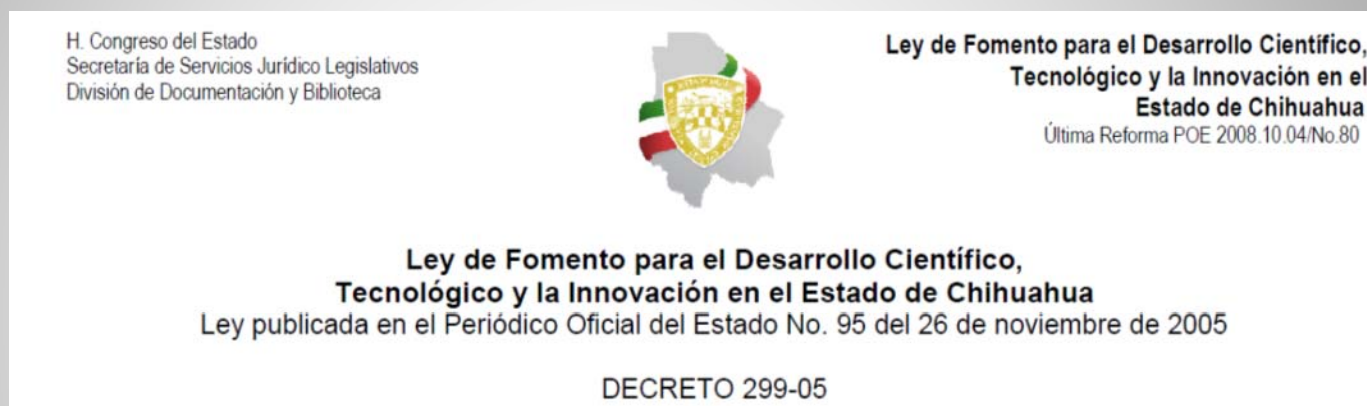 H. Congreso del Estado
Secretaría de Servicios Jurídico Legislativos
División de Documentación y Biblioteca
Ley de Fomento para el Desarrollo Científico,
Tecnológico y la Innovación en el
Estado de Chihuahua
Última Reforma POE 2008.10.04/No.80
Ley de Fomento para el Desarrollo Científico,
Tecnológico y la Innovación en el Estado de Chihuahua
Ley publicada en el Periódico Oficial del Estado No. 95 del 26 de noviembre de 2005
DECRETO 299-05